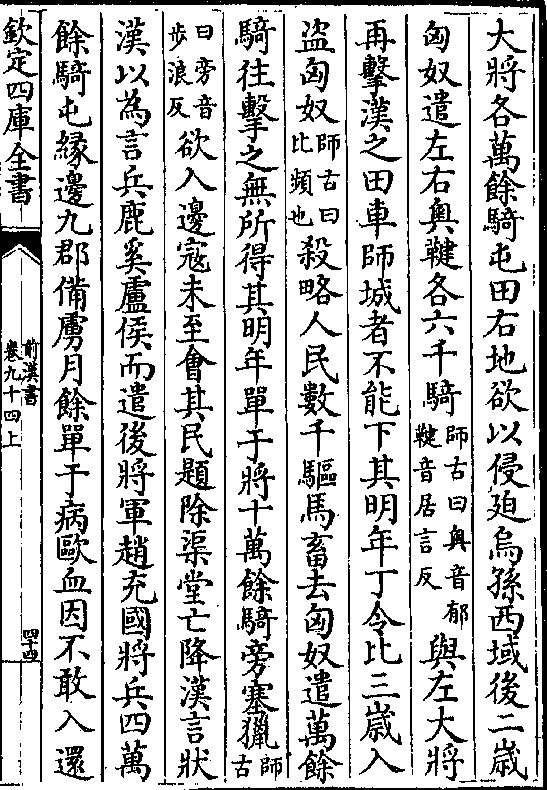 大將各萬餘騎屯田右地欲以侵廹烏孫西域後二歲
匈奴遣左右奥鞬各六千騎師古曰奥音郁鞬音居言反與左大將
再擊漢之田車師城者不能下其明年丁令比三歲入
盜匈奴師古曰比頻也殺略人民數千驅馬畜去匈奴遣萬餘
騎往擊之無所得其明年單于將十萬餘騎旁塞獵師古
曰旁音步浪反欲入邊寇未至會其民題除渠堂亡降漢言狀
漢以為言兵鹿奚盧侯而遣後將軍趙充國將兵四萬
餘騎屯緣邊九郡備虜月餘單于病歐血因不敢入還
欽定四庫全書
前漢書
卷九十四上
四十四